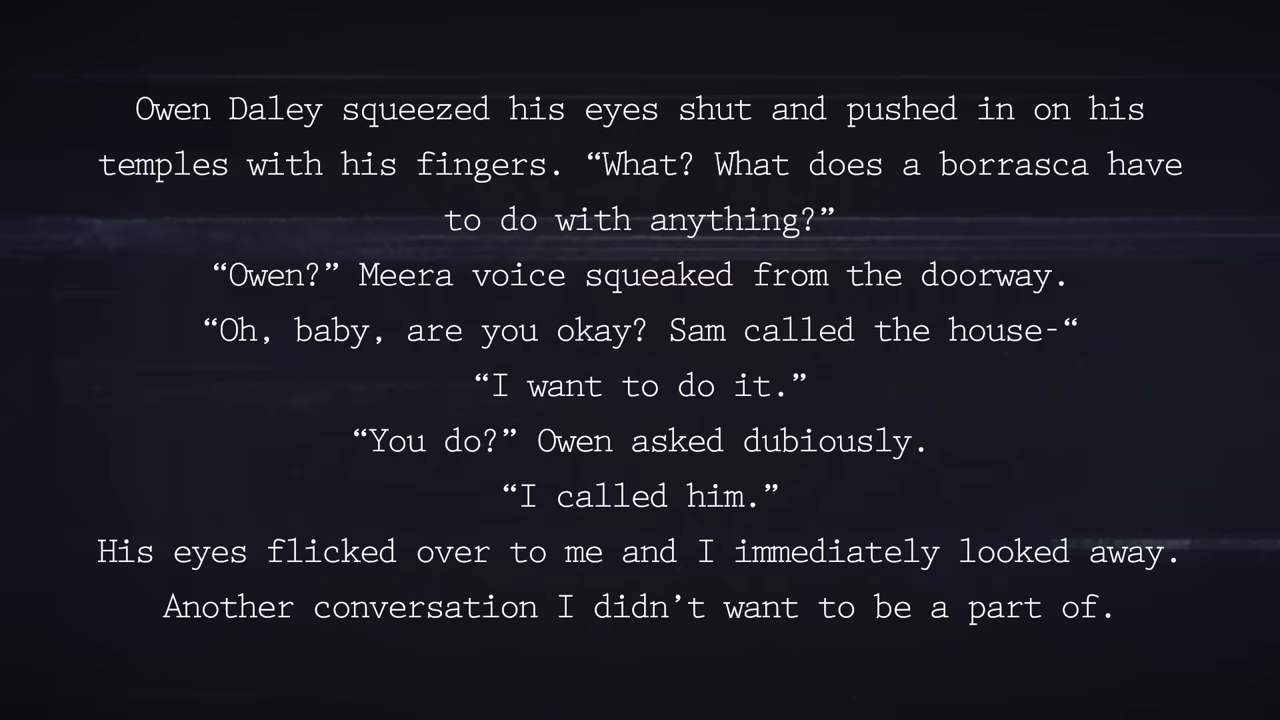 Owen Daley squeezed his eyes shut and pushed in on his
temples with his fingers. “What? What does a borrasca have
to do with anything?”
“Owen?” Meera voice squeaked from the doorway.
“Oh, baby, are you okay? Sam called the house-“
“I want to do it.”
“You do?” Owen asked dubiously.
“I called him.”
His eyes flicked over to me and I immediately looked away.
Another conversation I didn’t want to be a part of.